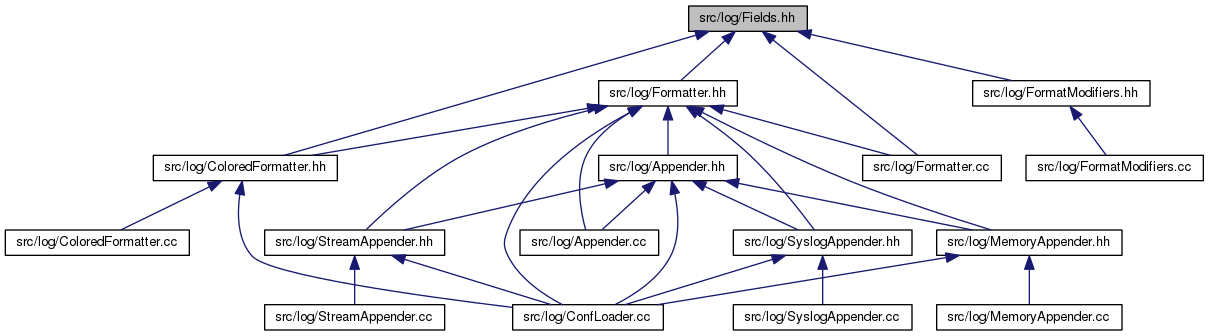 src/log/Fields.hh
src/log/Formatter.hh
src/log/FormatModifiers.hh
src/log/ColoredFormatter.hh
src/log/Appender.hh
src/log/Formatter.cc
src/log/FormatModifiers.cc
src/log/ColoredFormatter.cc
src/log/StreamAppender.hh
src/log/Appender.cc
src/log/SyslogAppender.hh
src/log/MemoryAppender.hh
src/log/StreamAppender.cc
src/log/ConfLoader.cc
src/log/SyslogAppender.cc
src/log/MemoryAppender.cc